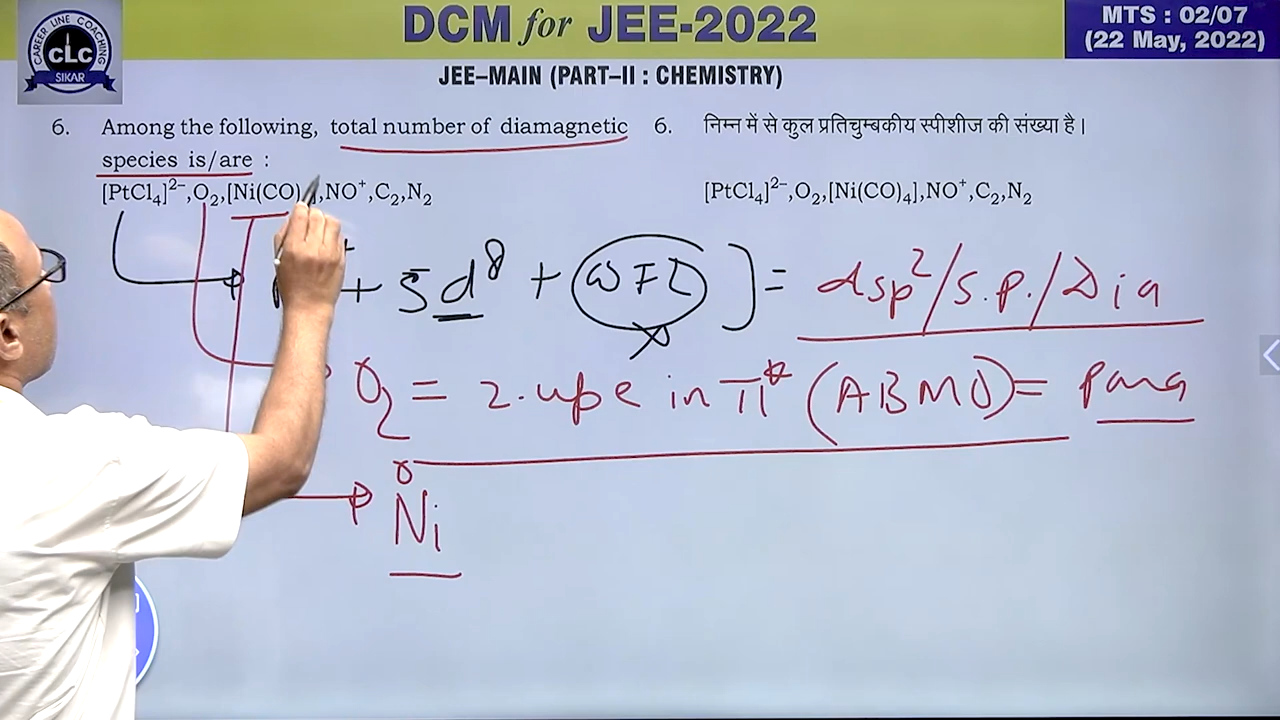 CAREER LINE COACHING
CLC
SIKAR
DCM for JEE-2022
MTS : 02/07
(22 May, 2022)
JEE–MAIN (PART–II : CHEMISTRY)
6. Among the following, total number of diamagnetic species is/are :
[PtCl₄]²⁻,O₂,[Ni(CO)₄],NO⁺,C₂,N₂
6. निम्न में से कुल प्रतिचुम्बकीय स्पीशीज की संख्या है।
[PtCl₄]²⁻,O₂,[Ni(CO)₄],NO⁺,C₂,N₂
+ 5d⁸ + (WFL) ] = dsp²/s.p./Dia
O₂ = 2.upe in π* (ABMO) = para
Ni⁰